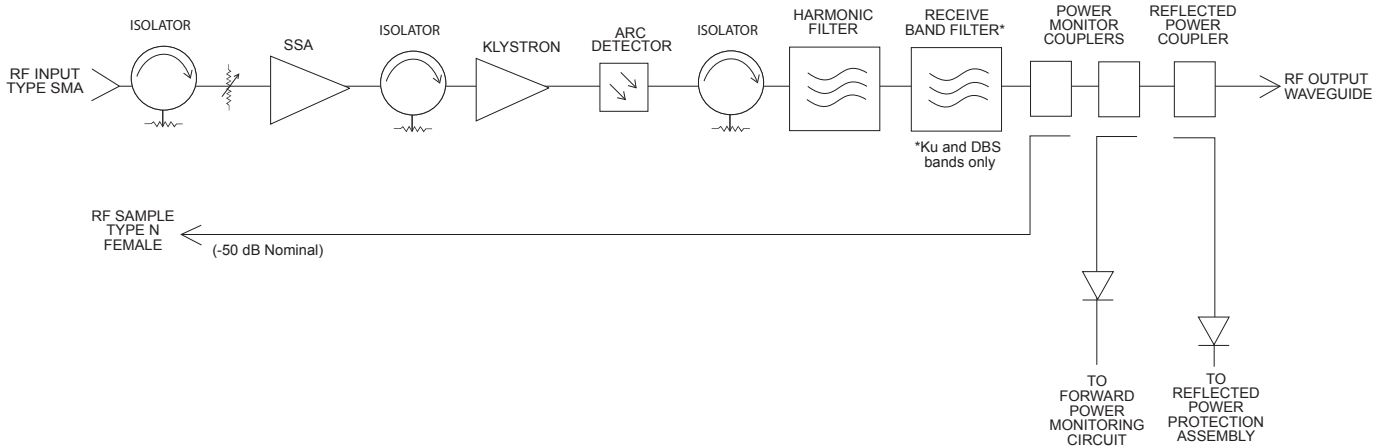 RF INPUT
TYPE SMA
ISOLATOR
SSA
ISOLATOR
KLYSTRON
ARC
DETECTOR
ISOLATOR
HARMONIC
FILTER
RECEIVE
BAND FILTER*
*Ku and DBS
bands only
POWER
MONITOR
COUPLERS
REFLECTED
POWER
COUPLER
RF OUTPUT
WAVEGUIDE
RF SAMPLE
TYPE N
FEMALE
(-50 dB Nominal)
TO
FORWARD
POWER
MONITORING
CIRCUIT
TO
REFLECTED
POWER
PROTECTION
ASSEMBLY